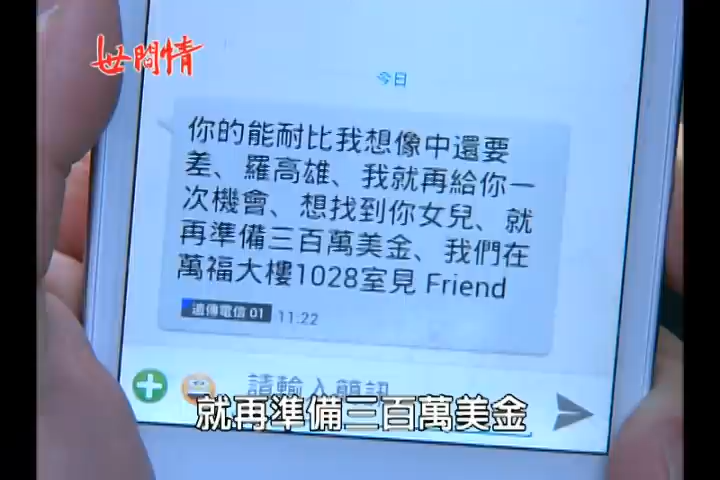 世間情
今日
你的能耐比我想像中還要
差、羅高雄、我就再給你一
次機會、想找到你女兒、就
再準備三百萬美金、我們在
萬福大樓1028室見 Friend
遠傳電信 01 11:22
請輸入簡訊
就再準備三百萬美金